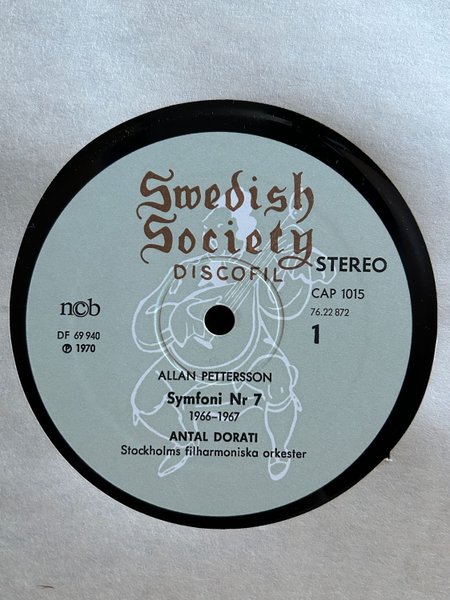 Swedish
Society
DISCOFIL
STEREO
CAP 1015
76.22 872
1
ncb
DF 69 940
℗ 1970
ALLAN PETTERSSON
Symfoni Nr 7
1966–1967
ANTAL DORATI
Stockholms filharmoniska orkester